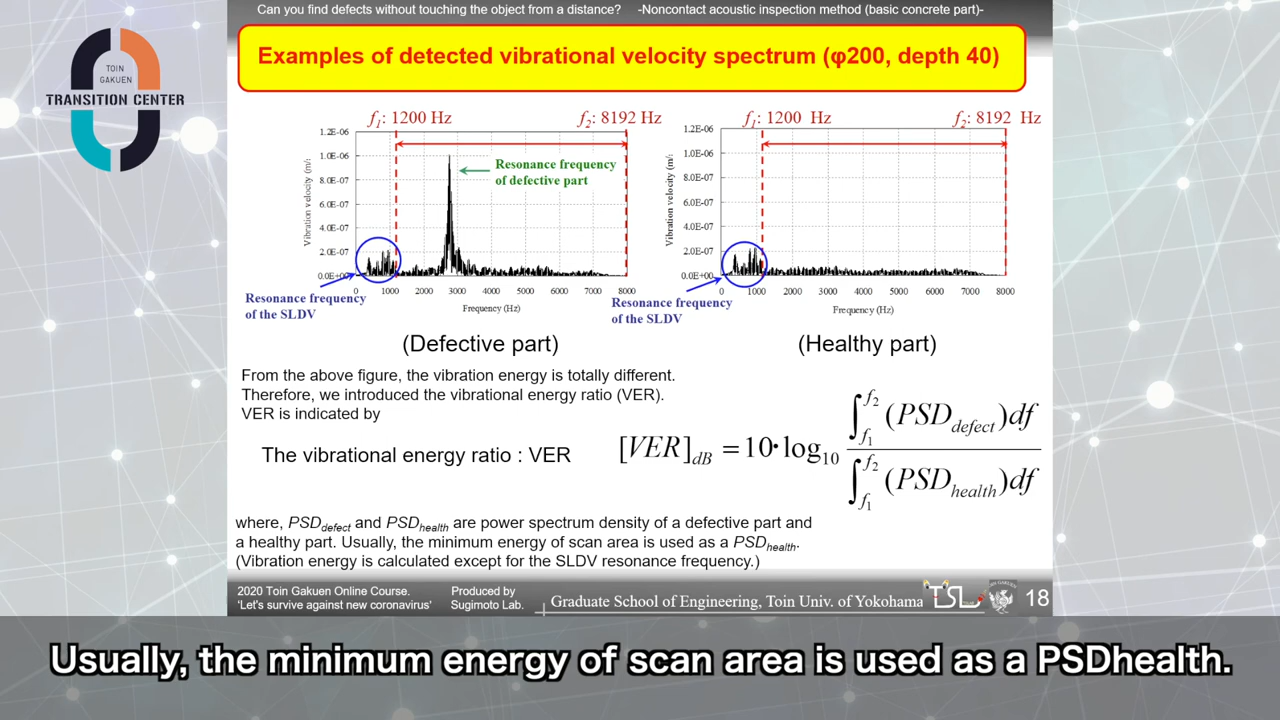 Can you find defects without touching the object from a distance? -Noncontact acoustic inspection method (basic concrete part)-
TOIN
GAKUEN
TRANSITION CENTER
Examples of detected vibrational velocity spectrum (φ200, depth 40)
f1: 1200 Hz
f2: 8192 Hz
1.2E-06
1.0E-06
8.0E-07
6.0E-07
4.0E-07
2.0E-07
0.0E+00
Vibration velocity (m/
Resonance frequency
of defective part
0 1000 2000 3000 4000 5000 6000 7000 8000
Frequency (Hz)
Resonance frequency
of the SLDV
(Defective part)
f1: 1200 Hz
f2: 8192 Hz
1.2E-06
1.0E-06
8.0E-07
6.0E-07
4.0E-07
2.0E-07
0.0E+00
Vibration velocity (m/
0 1000 2000 3000 4000 5000 6000 7000 8000
Frequency (Hz)
Resonance frequency
of the SLDV
(Healthy part)
From the above figure, the vibration energy is totally different.
Therefore, we introduced the vibrational energy ratio (VER).
VER is indicated by
The vibrational energy ratio : VER
[VER]dB = 10·log10 ∫f1f2 (PSDdefect)df
∫f1f2 (PSDhealth)df
where, PSDdefect and PSDhealth are power spectrum density of a defective part and
a healthy part. Usually, the minimum energy of scan area is used as a PSDhealth.
(Vibration energy is calculated except for the SLDV resonance frequency.)
2020 Toin Gakuen Online Course.
'Let's survive against new coronavirus'
Produced by
Sugimoto Lab.
Graduate School of Engineering, Toin Univ. of Yokohama
TSL
18
Usually, the minimum energy of scan area is used as a PSDhealth.